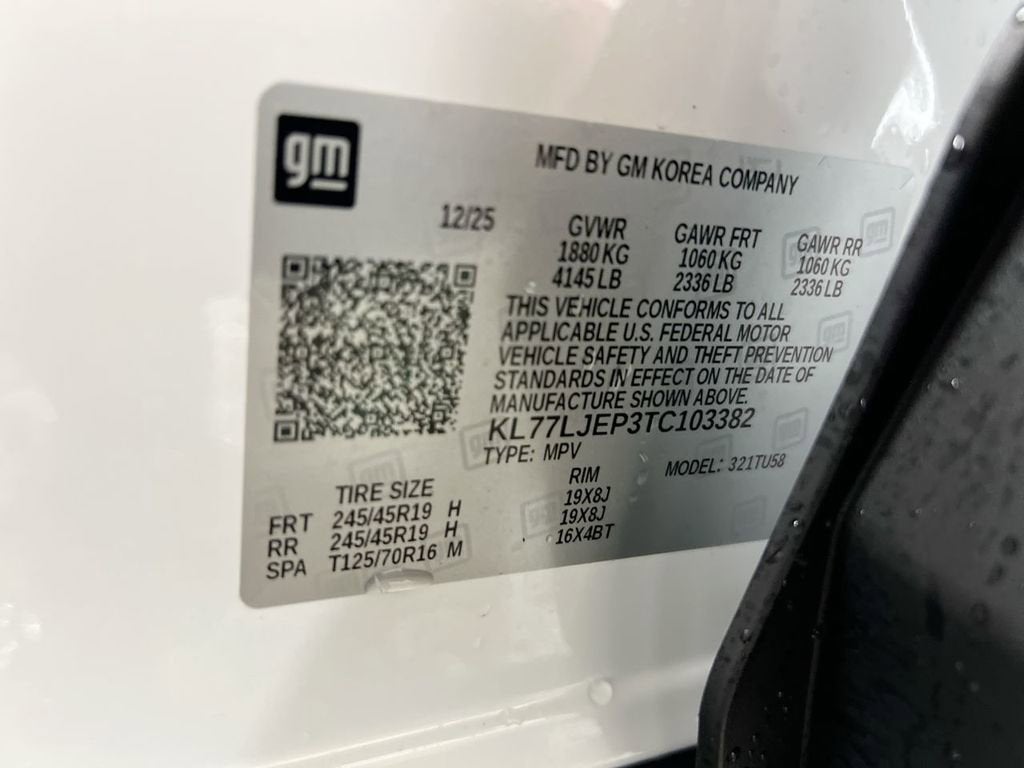 gm
MFD BY GM KOREA COMPANY
12/25
GVWR GAWR FRT GAWR RR
1880 KG 1060 KG 1060 KG
4145 LB 2336 LB 2336 LB
THIS VEHICLE CONFORMS TO ALL
APPLICABLE U.S. FEDERAL MOTOR
VEHICLE SAFETY AND THEFT PREVENTION
STANDARDS IN EFFECT ON THE DATE OF
MANUFACTURE SHOWN ABOVE.
KL77LJEP3TC103382
TYPE: MPV MODEL: 321TU58
TIRE SIZE RIM
FRT 245/45R19 H 19X8J
RR 245/45R19 H 19X8J
SPA T125/70R16 M 16X4BT